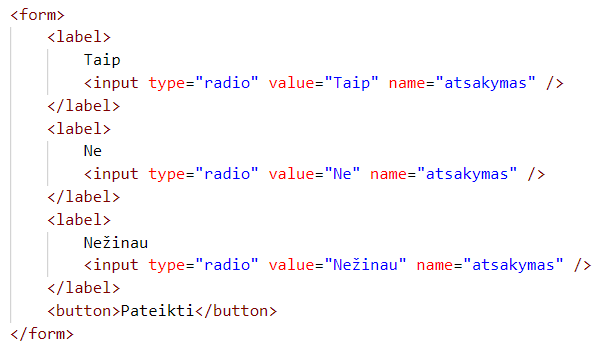 <form>
<label>
Taip
<input type="radio" value="Taip" name="atsakymas" />
</label>
<label>
Ne
<input type="radio" value="Ne" name="atsakymas" />
</label>
<label>
Nežinau
<input type="radio" value="Nežinau" name="atsakymas" />
</label>
<button>Pateikti</button>
</form>